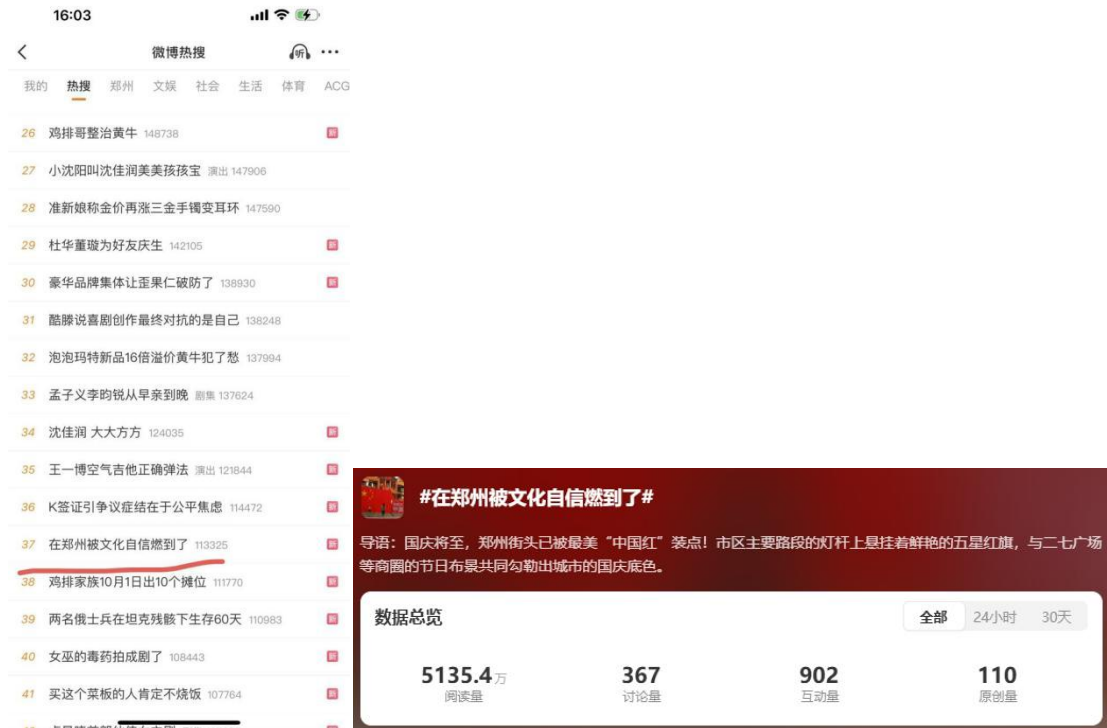 16:03
微博热搜
听
我的 热搜 郑州 文娱 社会 生活 体育 ACG
26 鸡排哥整治黄牛 148738 新
27 小沈阳叫沈佳润美美孩孩宝 演出 147906
28 准新娘称金价再涨三金手镯变耳环 147590
29 杜华董璇为好友庆生 142105 新
30 豪华品牌集体让歪果仁破防了 138930 新
31 酷滕说喜剧创作最终对抗的是自己 138248
32 泡泡玛特新品16倍溢价黄牛犯了愁 137994
33 孟子义李昀锐从早亲到晚 剧集 137624
34 沈佳润 大大方方 124035 新
35 王一博空气吉他正确弹法 演出 121844 新
36 K签证引争议症结在于公平焦虑 114472 新
37 在郑州被文化自信燃到了 113325 新
38 鸡排家族10月1日出10个摊位 111770 新
39 两名俄士兵在坦克残骸下生存60天 110983 新
40 女巫的毒药拍成剧了 108443 新
41 买这个菜板的人肯定不烧饭 107764 新
#在郑州被文化自信燃到了#
导语：国庆将至，郑州街头已被最美“中国红”装点！市区主要路段的灯杆上悬挂着鲜艳的五星红旗，与二七广场
等商圈的节日布景共同勾勒出城市的国庆底色。
数据总览 全部 24小时 30天
5135.4万 367 902 110
阅读量 讨论量 互动量 原创量